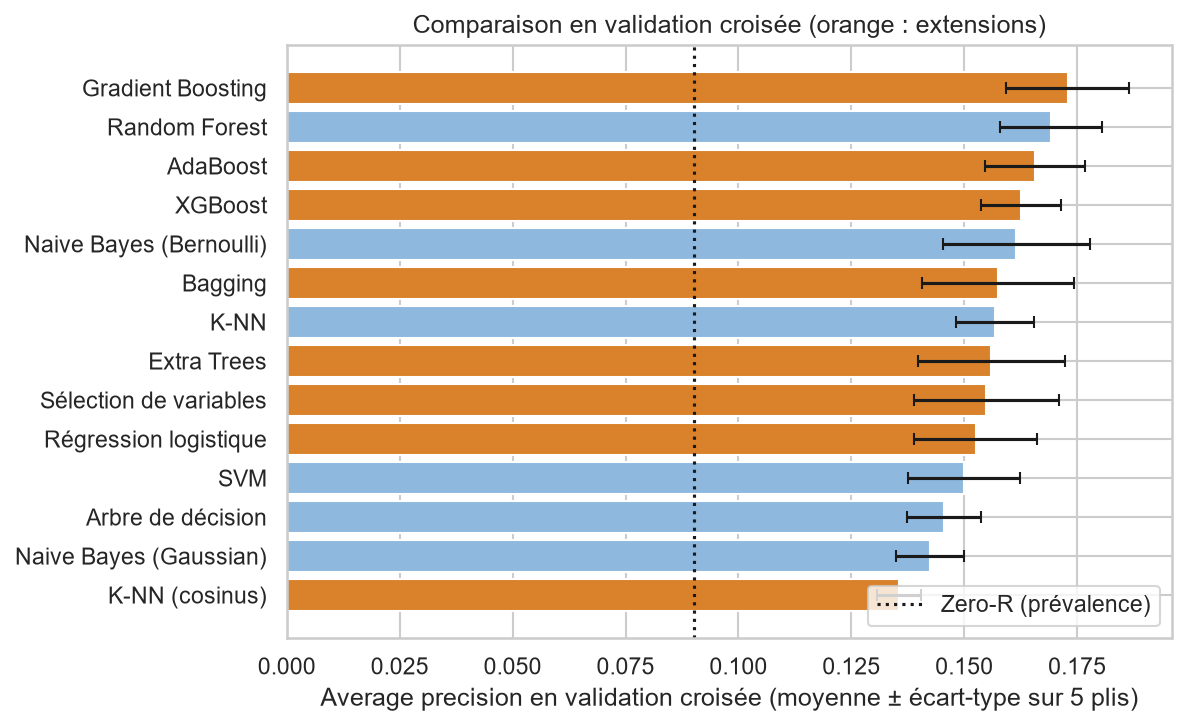 Comparaison en validation croisée (orange : extensions)
Gradient Boosting
Random Forest
AdaBoost
XGBoost
Naive Bayes (Bernoulli)
Bagging
K-NN
Extra Trees
Sélection de variables
Régression logistique
SVM
Arbre de décision
Naive Bayes (Gaussian)
K-NN (cosinus)
Zero-R (prévalence)
0.000 0.025 0.050 0.075 0.100 0.125 0.150 0.175
Average precision en validation croisée (moyenne ± écart-type sur 5 plis)